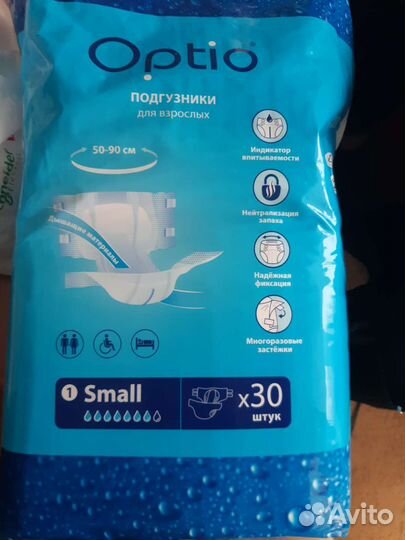 Optio
ПОДГУЗНИКИ
для взрослых
50-90 см
Индикатор
впитываемости
Нейтрализация
запаха
Дышащие материалы
Надёжная
фиксация
Многоразовые
застёжки
1 Small
x30
штук
Avito